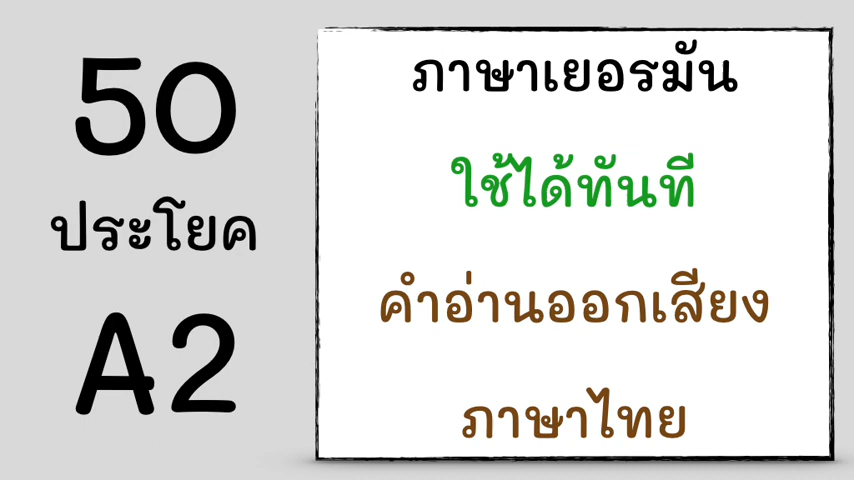 50
ประโยค
A2
ภาษาเยอรมัน
ใช้ได้ทันที
คำอ่านออกเสียง
ภาษาไทย